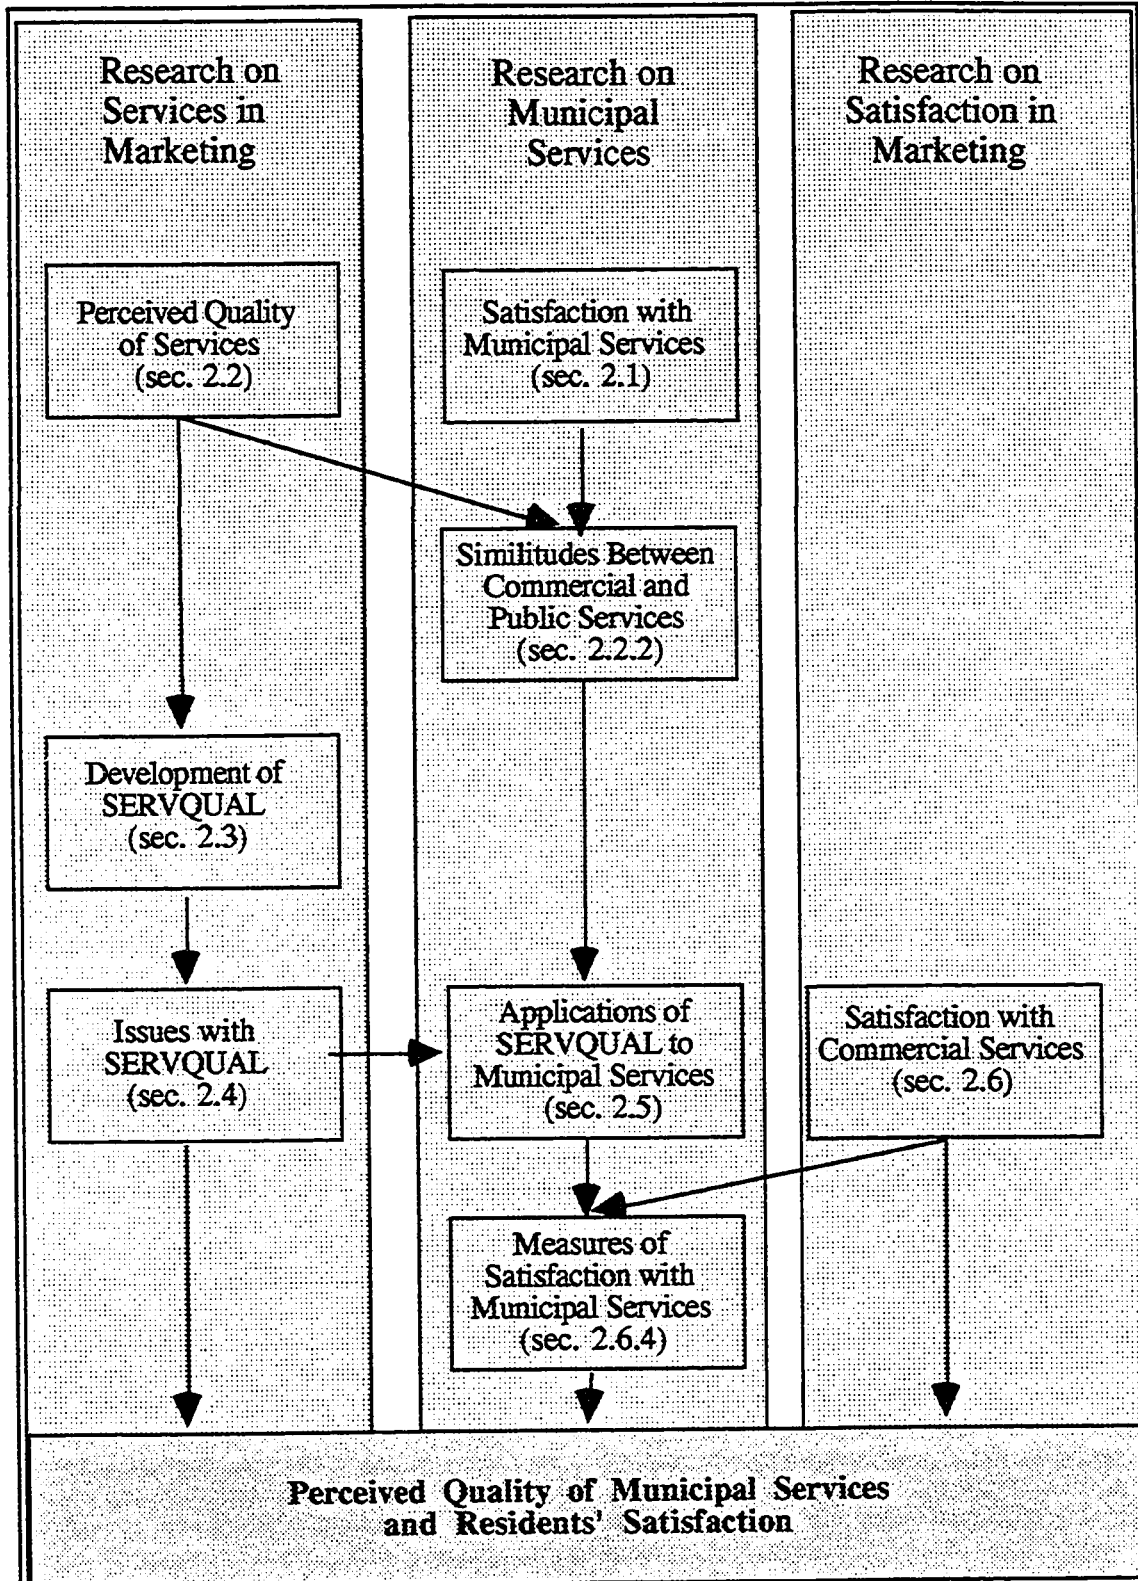 Research on
Services in
Marketing
Research on
Municipal
Services
Research on
Satisfaction in
Marketing
Perceived Quality
of Services
(sec. 2.2)
Satisfaction with
Municipal Services
(sec. 2.1)
Similitudes Between
Commercial and
Public Services
(sec. 2.2.2)
Development of
SERVQUAL
(sec. 2.3)
Issues with
SERVQUAL
(sec. 2.4)
Applications of
SERVQUAL to
Municipal Services
(sec. 2.5)
Satisfaction with
Commercial Services
(sec. 2.6)
Measures of
Satisfaction with
Municipal Services
(sec. 2.6.4)
Perceived Quality of Municipal Services
and Residents' Satisfaction